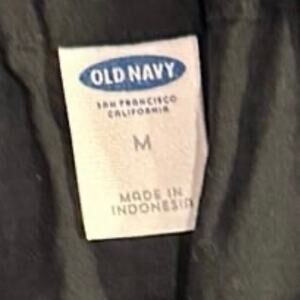 OLD NAVY
SAN FRANCISCO
CALIFORNIA
M
MADE IN
INDONESIA